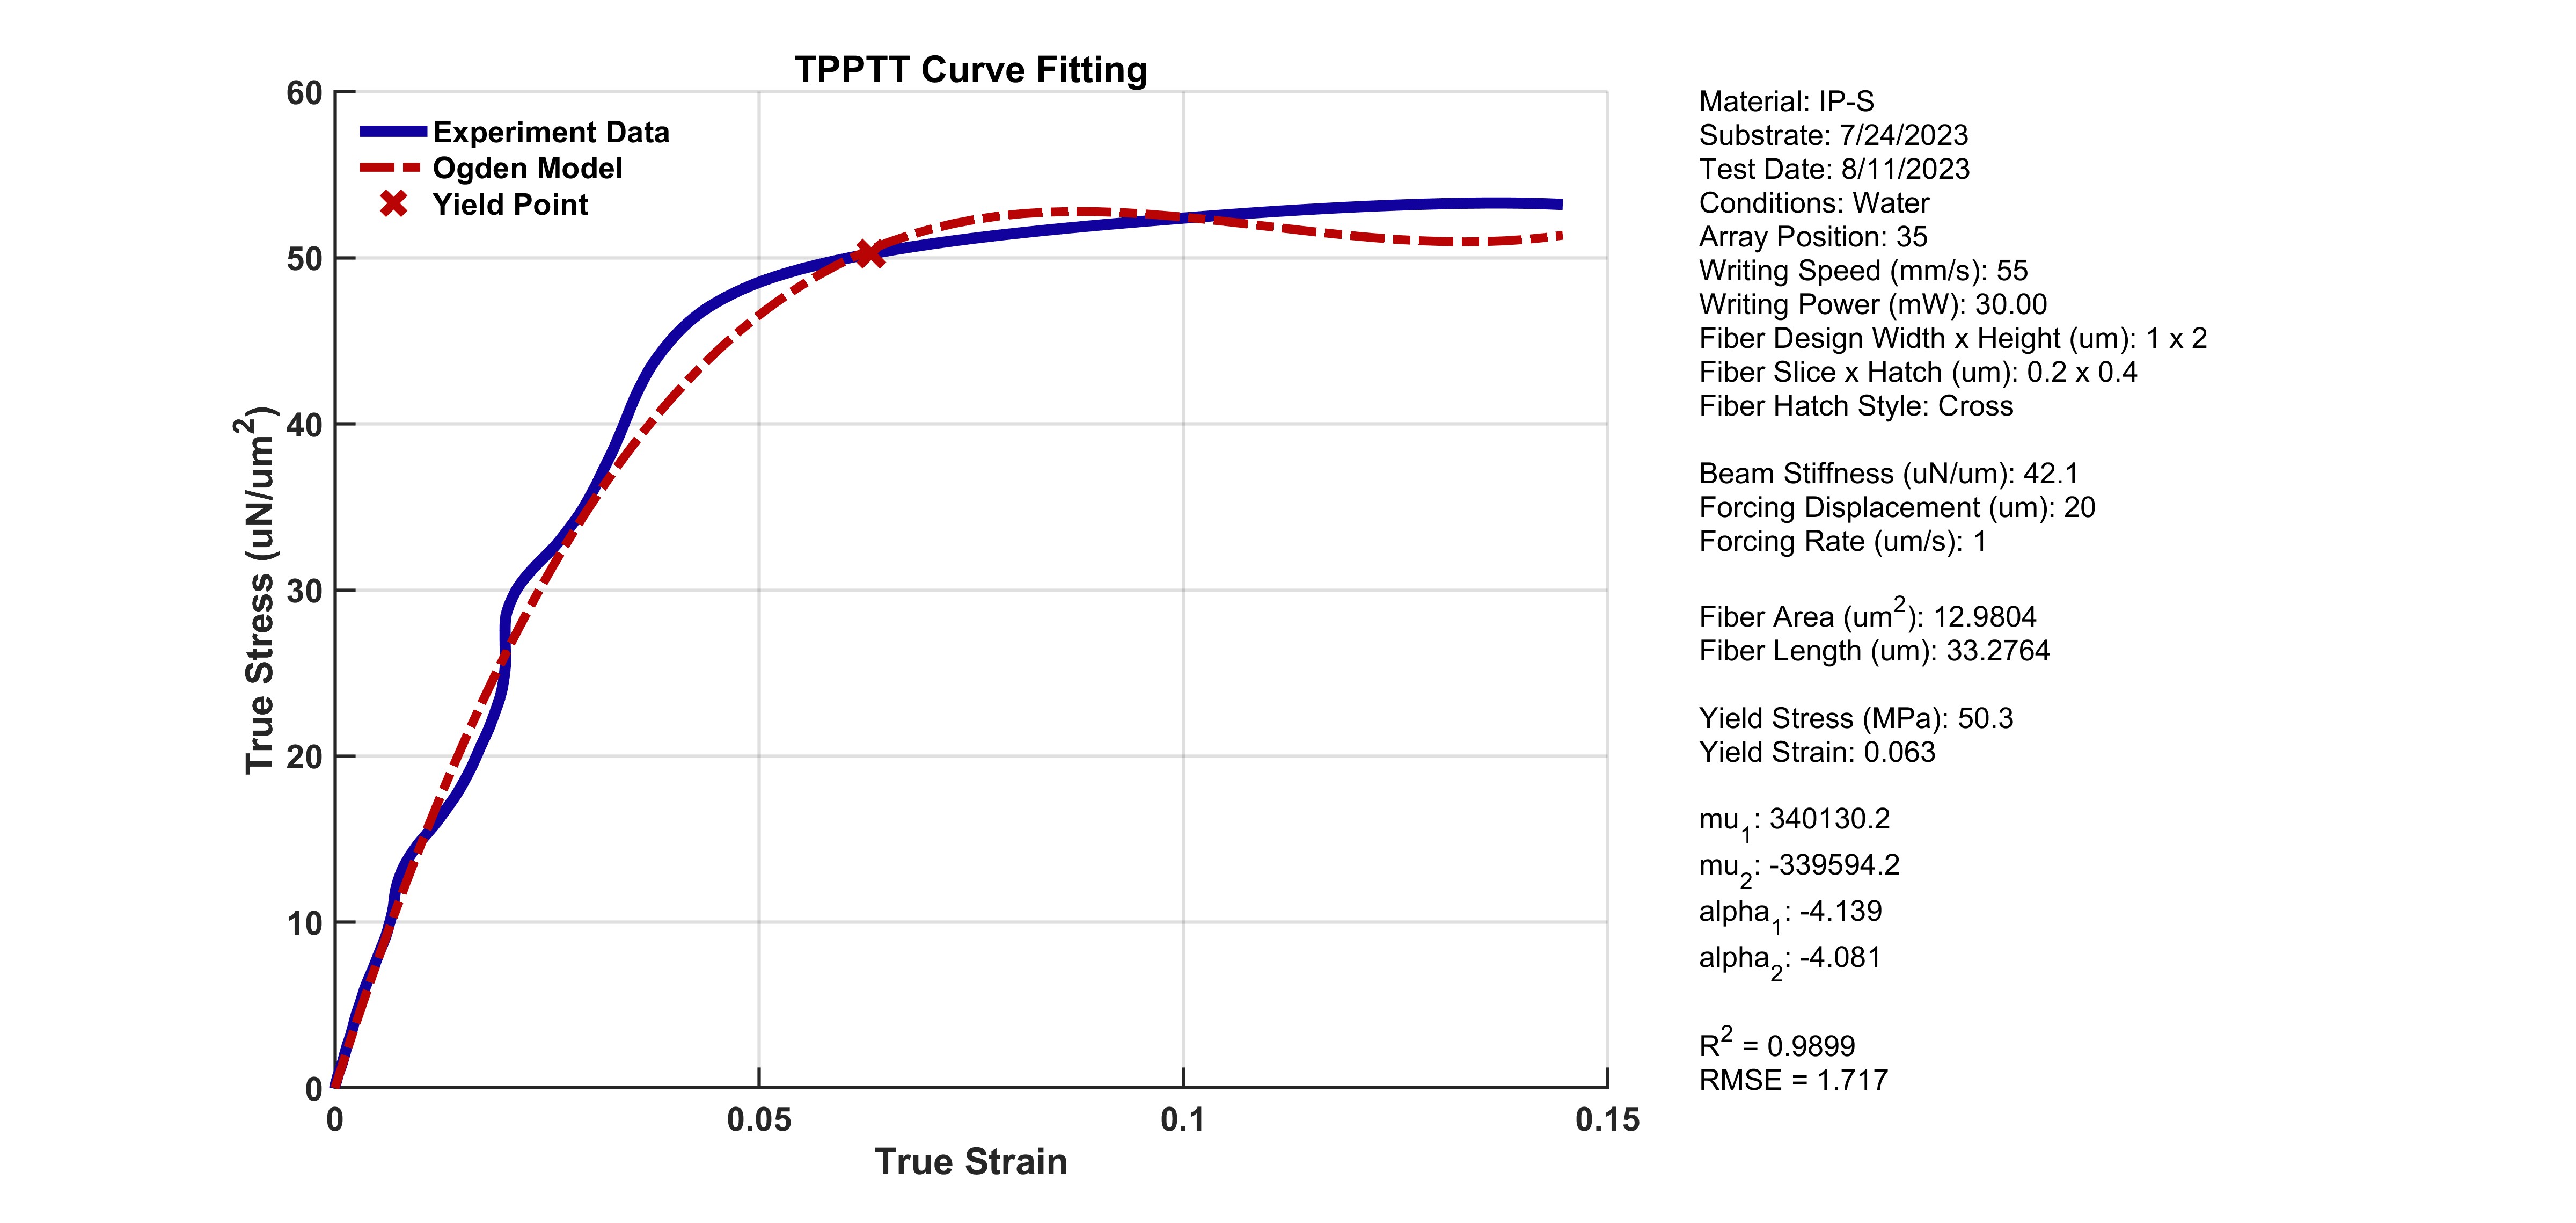 TPPTT Curve Fitting
60
50
40
30
20
10
0
True Stress (uN/um²)
Experiment Data
Ogden Model
Yield Point
0
0.05
0.1
0.15
True Strain
Material: IP-S
Substrate: 7/24/2023
Test Date: 8/11/2023
Conditions: Water
Array Position: 35
Writing Speed (mm/s): 55
Writing Power (mW): 30.00
Fiber Design Width x Height (um): 1 x 2
Fiber Slice x Hatch (um): 0.2 x 0.4
Fiber Hatch Style: Cross
Beam Stiffness (uN/um): 42.1
Forcing Displacement (um): 20
Forcing Rate (um/s): 1
Fiber Area (um²): 12.9804
Fiber Length (um): 33.2764
Yield Stress (MPa): 50.3
Yield Strain: 0.063
mu₁: 340130.2
mu₂: -339594.2
alpha₁: -4.139
alpha₂: -4.081
R² = 0.9899
RMSE = 1.717